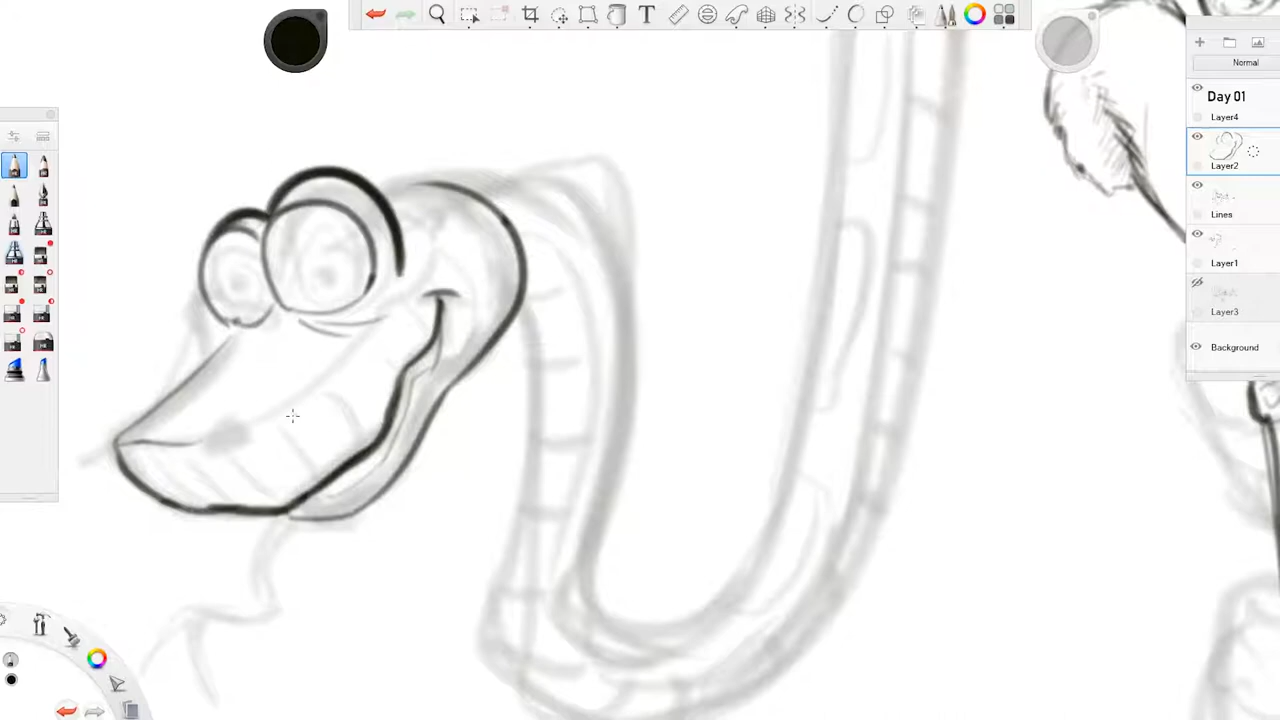 T
Normal
Day 01
Layer4
Layer2
Lines
Layer1
Layer3
Background